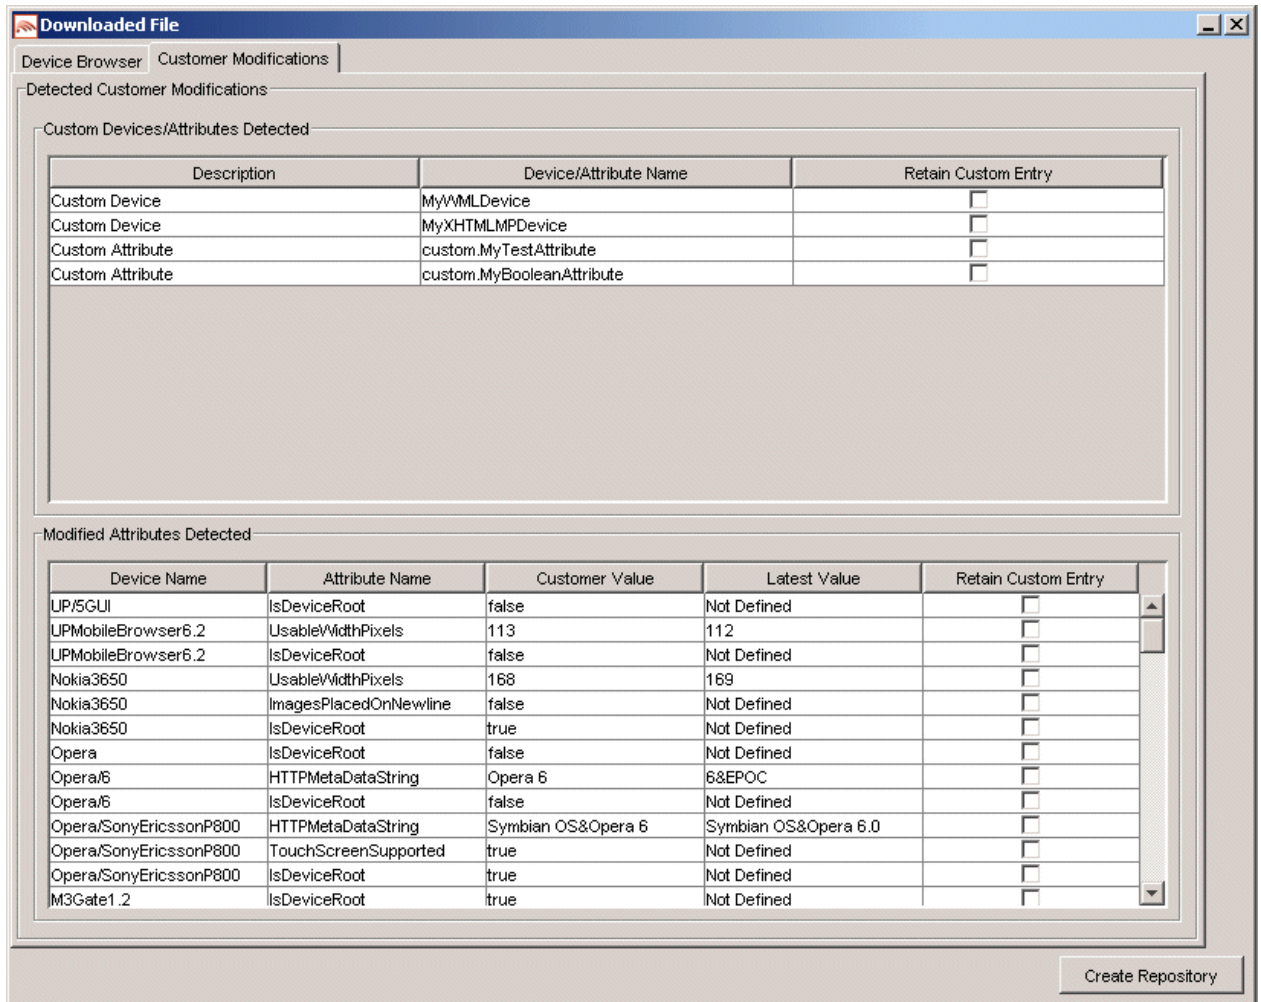 Downloaded File
Device Browser Customer Modifications
Detected Customer Modifications
Custom Devices/Attributes Detected
Description Device/Attribute Name Retain Custom Entry
Custom Device MyWMLDevice
Custom Device MyXHTMLMPDevice
Custom Attribute custom.MyTestAttribute
Custom Attribute custom.MyBooleanAttribute
Modified Attributes Detected
Device Name Attribute Name Customer Value Latest Value Retain Custom Entry
UP/5GUI IsDeviceRoot false Not Defined
UPMobileBrowser6.2 UsableWidthPixels 113 112
UPMobileBrowser6.2 IsDeviceRoot false Not Defined
Nokia3650 UsableWidthPixels 168 169
Nokia3650 ImagesPlacedOnNewline false Not Defined
Nokia3650 IsDeviceRoot true Not Defined
Opera IsDeviceRoot false Not Defined
Opera/6 HTTPMetaDataString Opera 6 6&EPOC
Opera/6 IsDeviceRoot false Not Defined
Opera/SonyEricssonP800 HTTPMetaDataString Symbian OS&Opera 6 Symbian OS&Opera 6.0
Opera/SonyEricssonP800 TouchScreenSupported true Not Defined
Opera/SonyEricssonP800 IsDeviceRoot true Not Defined
M3Gate1.2 IsDeviceRoot true Not Defined
Create Repository